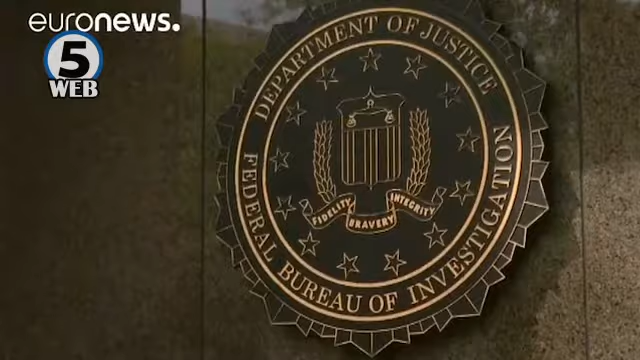 euronews.
5
WEB
DEPARTMENT OF JUSTICE
FIDELITY
BRAVERY
INTEGRITY
FEDERAL BUREAU OF INVESTIGATION